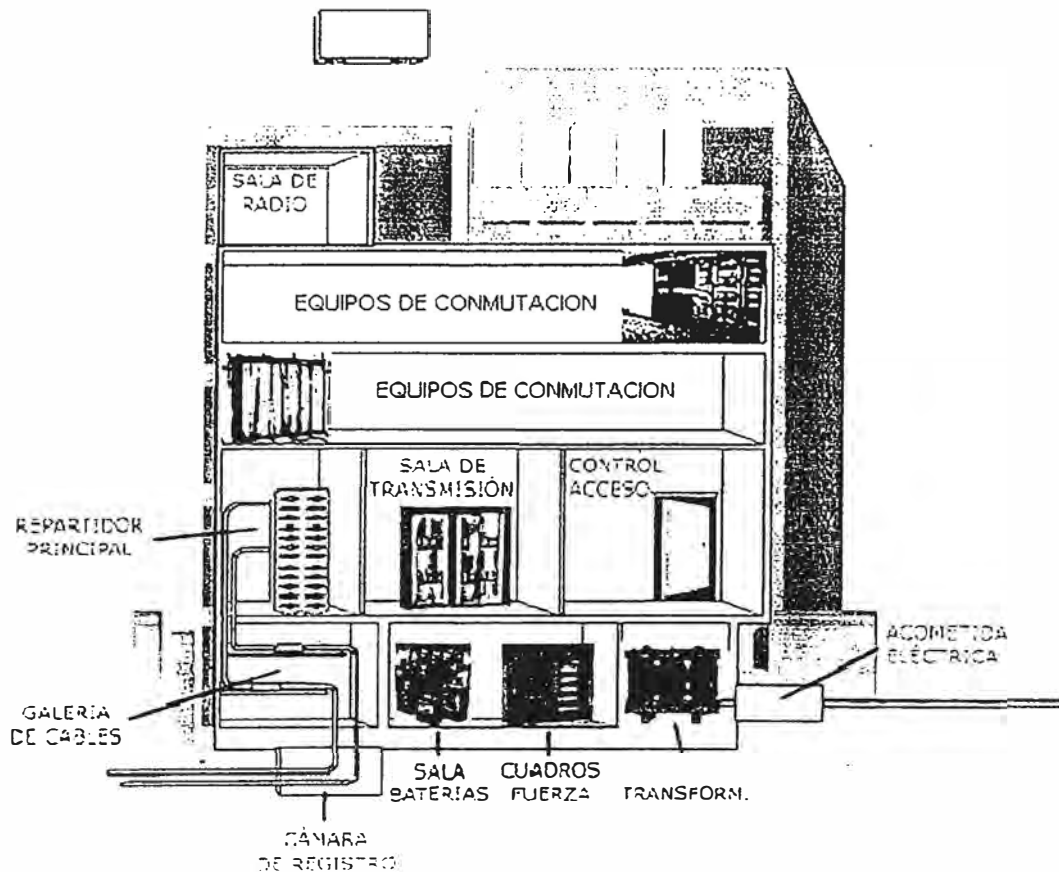 SALA DE
RADIO
EQUIPOS DE CONMUTACION
EQUIPOS DE CONMUTACION
SALA DE
TRANSMISIÓN
CONTROL
ACCESO
REPARTIDOR
PRINCIPAL
ACOMETIDA
ELÉCTRICA
GALERIA
DE CABLES
SALA
BATERIAS
CUADROS
FUERZA
TRANSFORM.
CÁMARA
DE REGISTRO